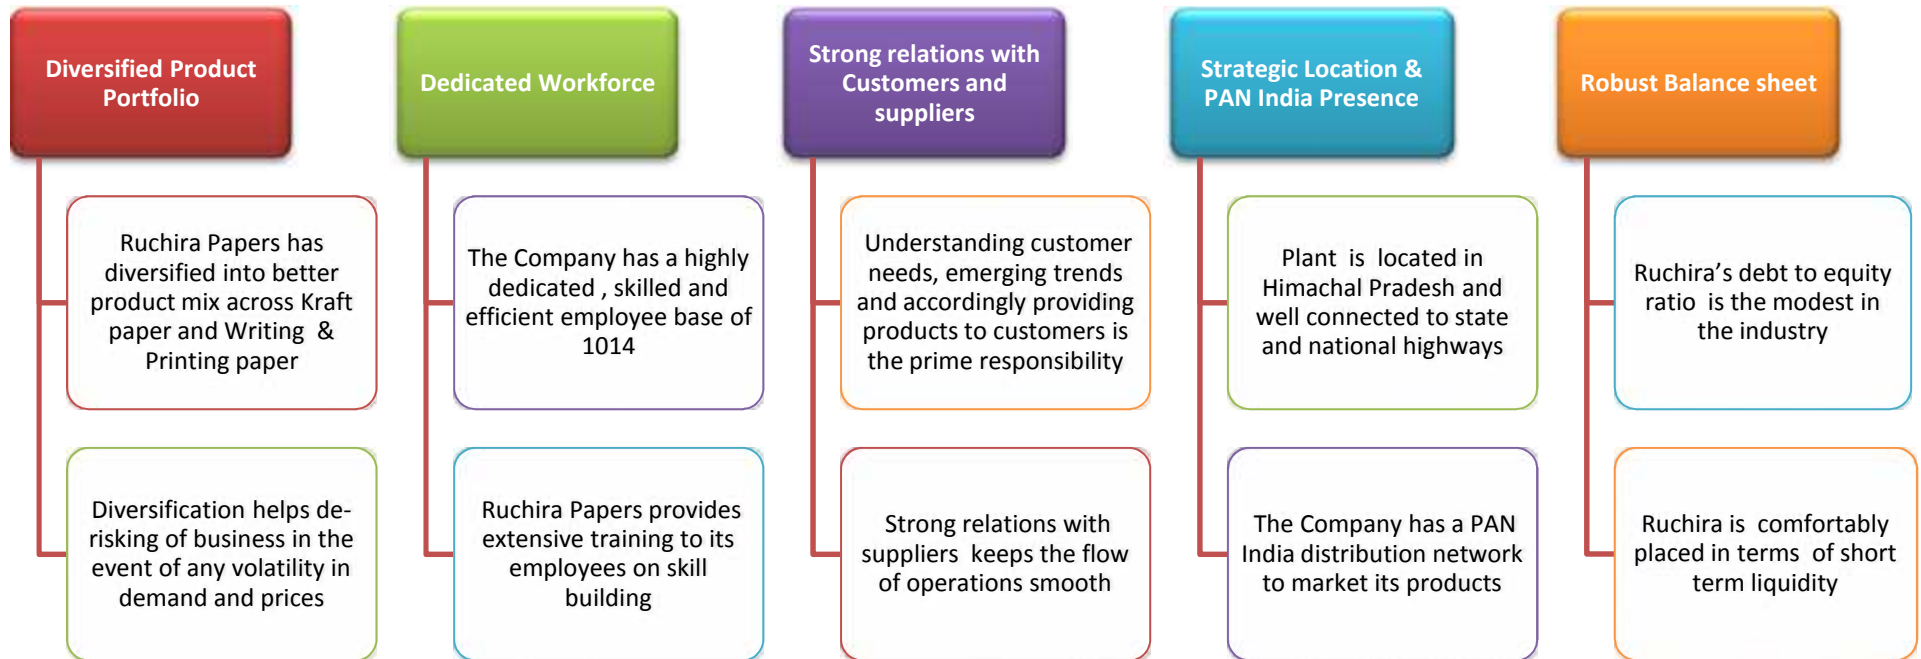 Diversified Product
Portfolio
Ruchira Papers has
diversified into better
product mix across Kraft
paper and Writing &
Printing paper
Diversification helps de-
risking of business in the
event of any volatility in
demand and prices
Dedicated Workforce
The Company has a highly
dedicated , skilled and
efficient employee base of
1014
Ruchira Papers provides
extensive training to its
employees on skill
building
Strong relations with
Customers and
suppliers
Understanding customer
needs, emerging trends
and accordingly providing
products to customers is
the prime responsibility
Strong relations with
suppliers keeps the flow
of operations smooth
Strategic Location &
PAN India Presence
Plant is located in
Himachal Pradesh and
well connected to state
and national highways
The Company has a PAN
India distribution network
to market its products
Robust Balance sheet
Ruchira’s debt to equity
ratio is the modest in
the industry
Ruchira is comfortably
placed in terms of short
term liquidity